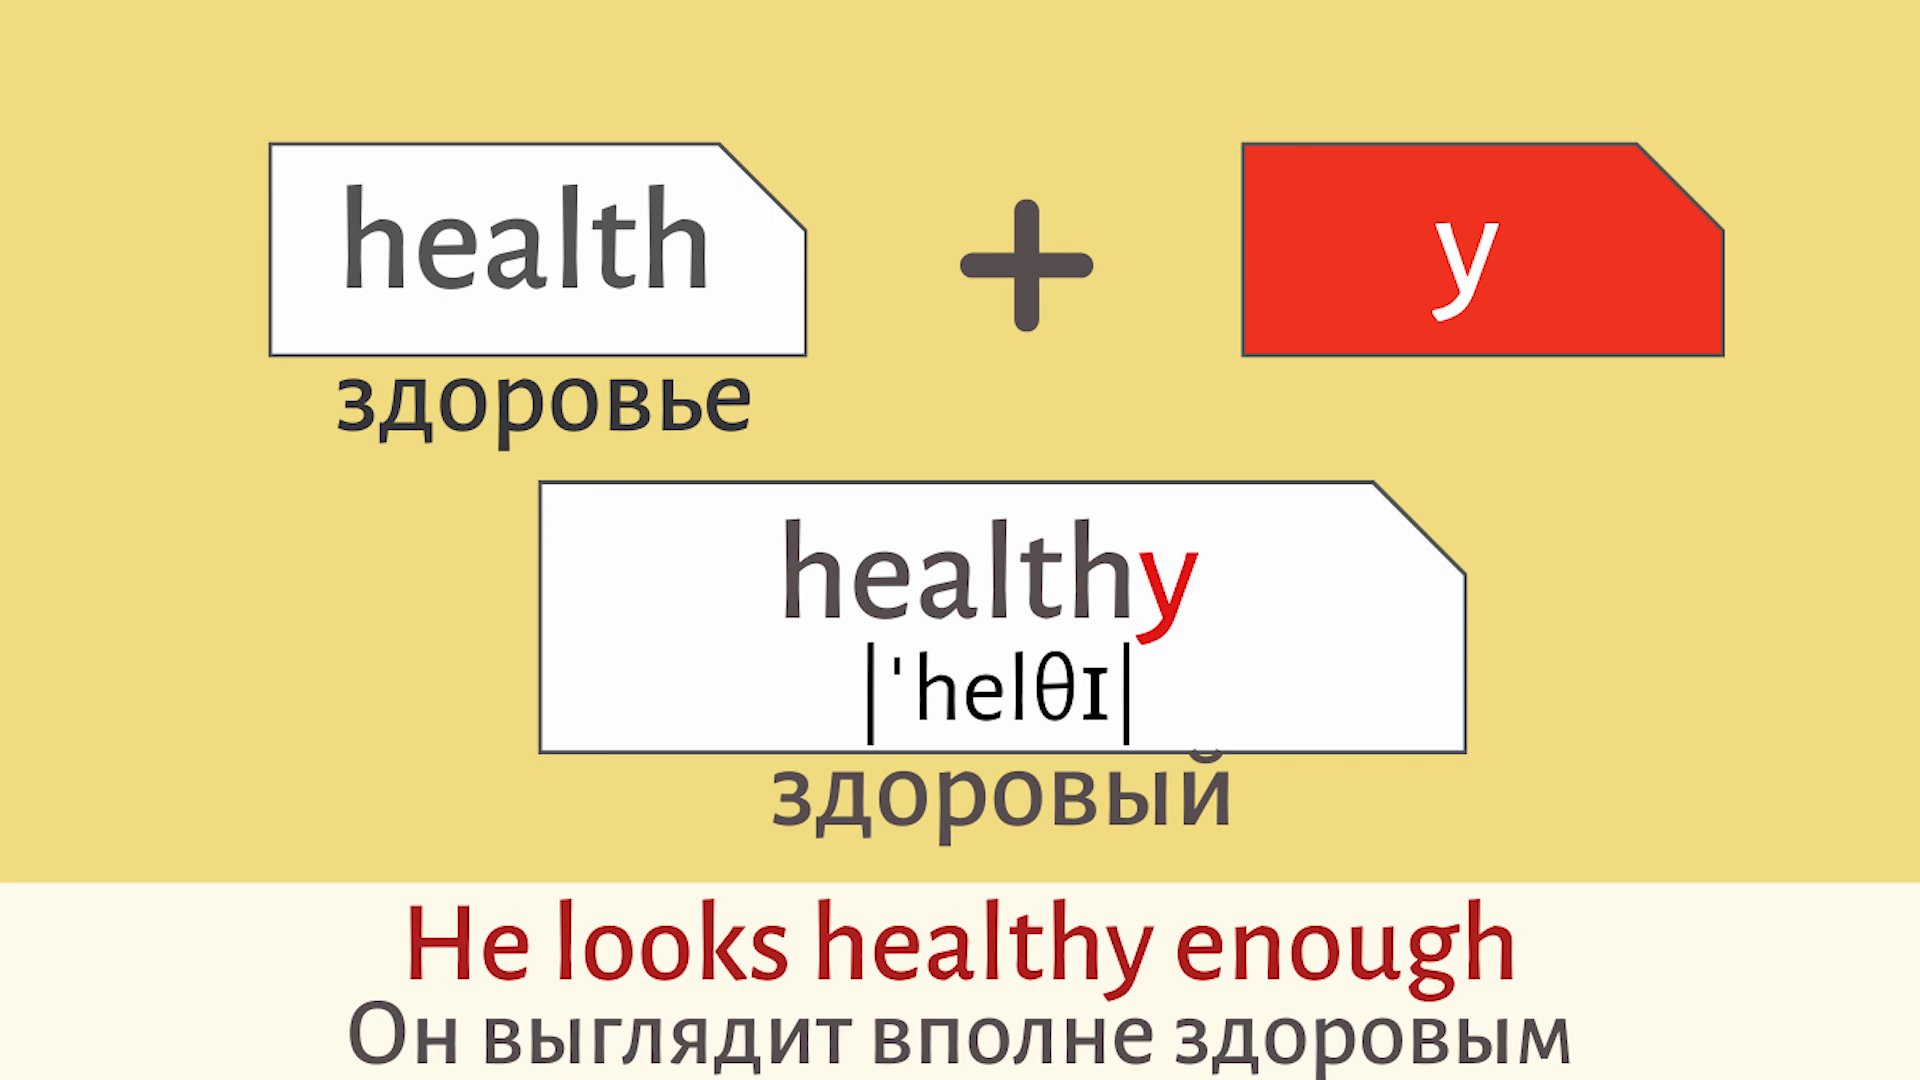 health + y
здоровье
healthy
|ˈhelθɪ|
здоровый
He looks healthy enough
Он выглядит вполне здоровым